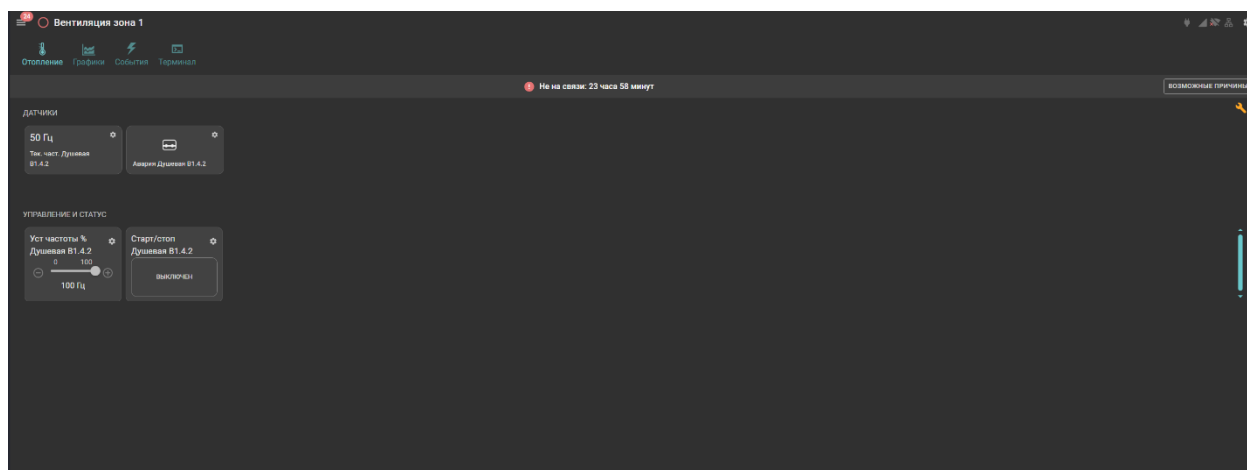 24
Вентиляция зона 1
Отопление Графики События Терминал
Не на связи: 23 часа 58 минут
ВОЗМОЖНЫЕ ПРИЧИНЫ
ДАТЧИКИ
50 Гц
Тек. част. Душевая
В1.4.2
Авария Душевая В1.4.2
УПРАВЛЕНИЕ И СТАТУС
Уст частоты %
Душевая В1.4.2
0 100
100 Гц
Старт/стоп
Душевая В1.4.2
ВЫКЛЮЧЕН